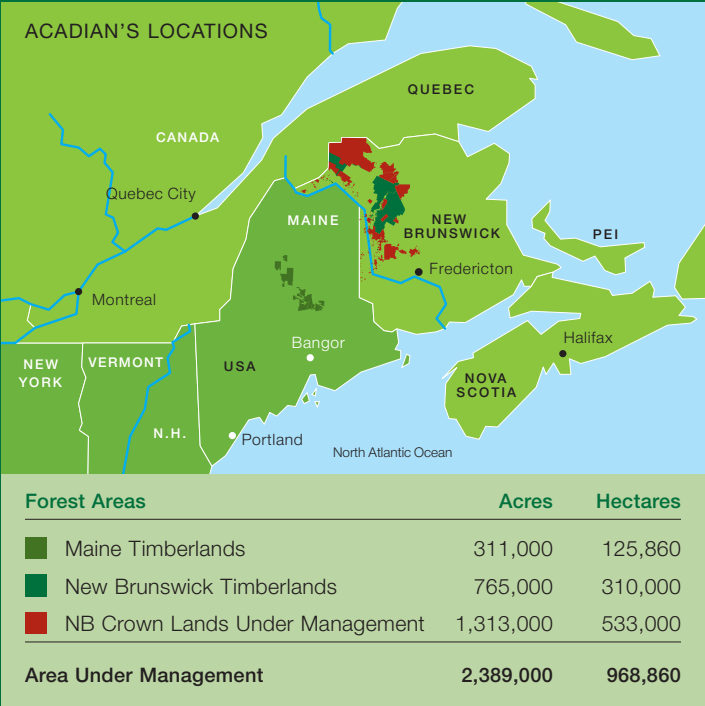 ACADIAN'S LOCATIONS
QUEBEC
CANADA
Quebec City
MAINE
NEW
BRUNSWICK
PEI
Fredericton
Montreal
Halifax
Bangor
NEW
YORK
VERMONT
USA
NOVA
SCOTIA
N.H.
Portland
North Atlantic Ocean
Forest Areas Acres Hectares
Maine Timberlands 311,000 125,860
New Brunswick Timberlands 765,000 310,000
NB Crown Lands Under Management 1,313,000 533,000
Area Under Management 2,389,000 968,860